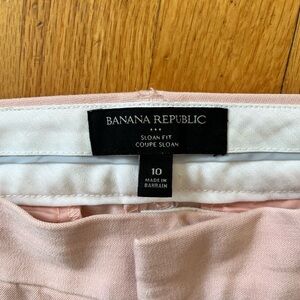 BANANA REPUBLIC
SLOAN FIT
COUPE SLOAN
10
MADE IN
BAHRAIN